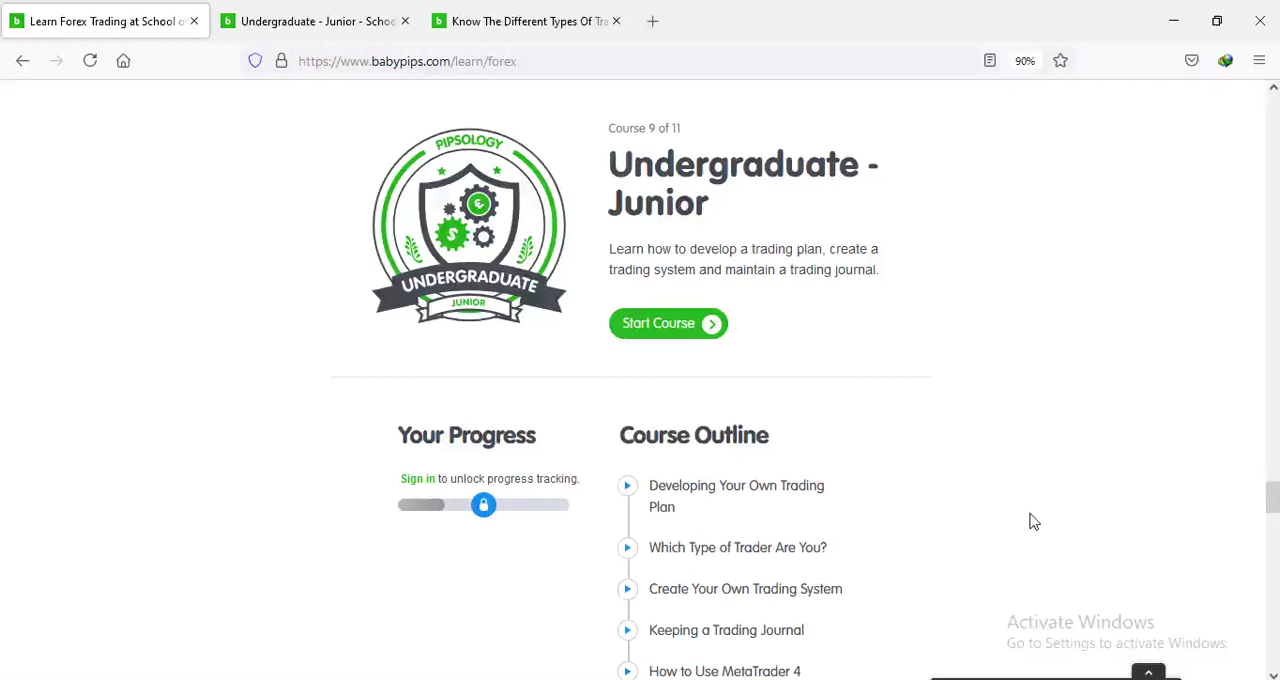 Learn Forex Trading at School o
Undergraduate - Junior - Schoo
Know The Different Types Of Tra
https://www.babypips.com/learn/forex
90%
PIPSOLOGY
UNDERGRADUATE
JUNIOR
Course 9 of 11
Undergraduate -
Junior
Learn how to develop a trading plan, create a
trading system and maintain a trading journal.
Start Course
Your Progress
Sign in to unlock progress tracking.
Course Outline
Developing Your Own Trading
Plan
Which Type of Trader Are You?
Create Your Own Trading System
Keeping a Trading Journal
How to Use MetaTrader 4
Activate Windows
Go to Settings to activate Windows.